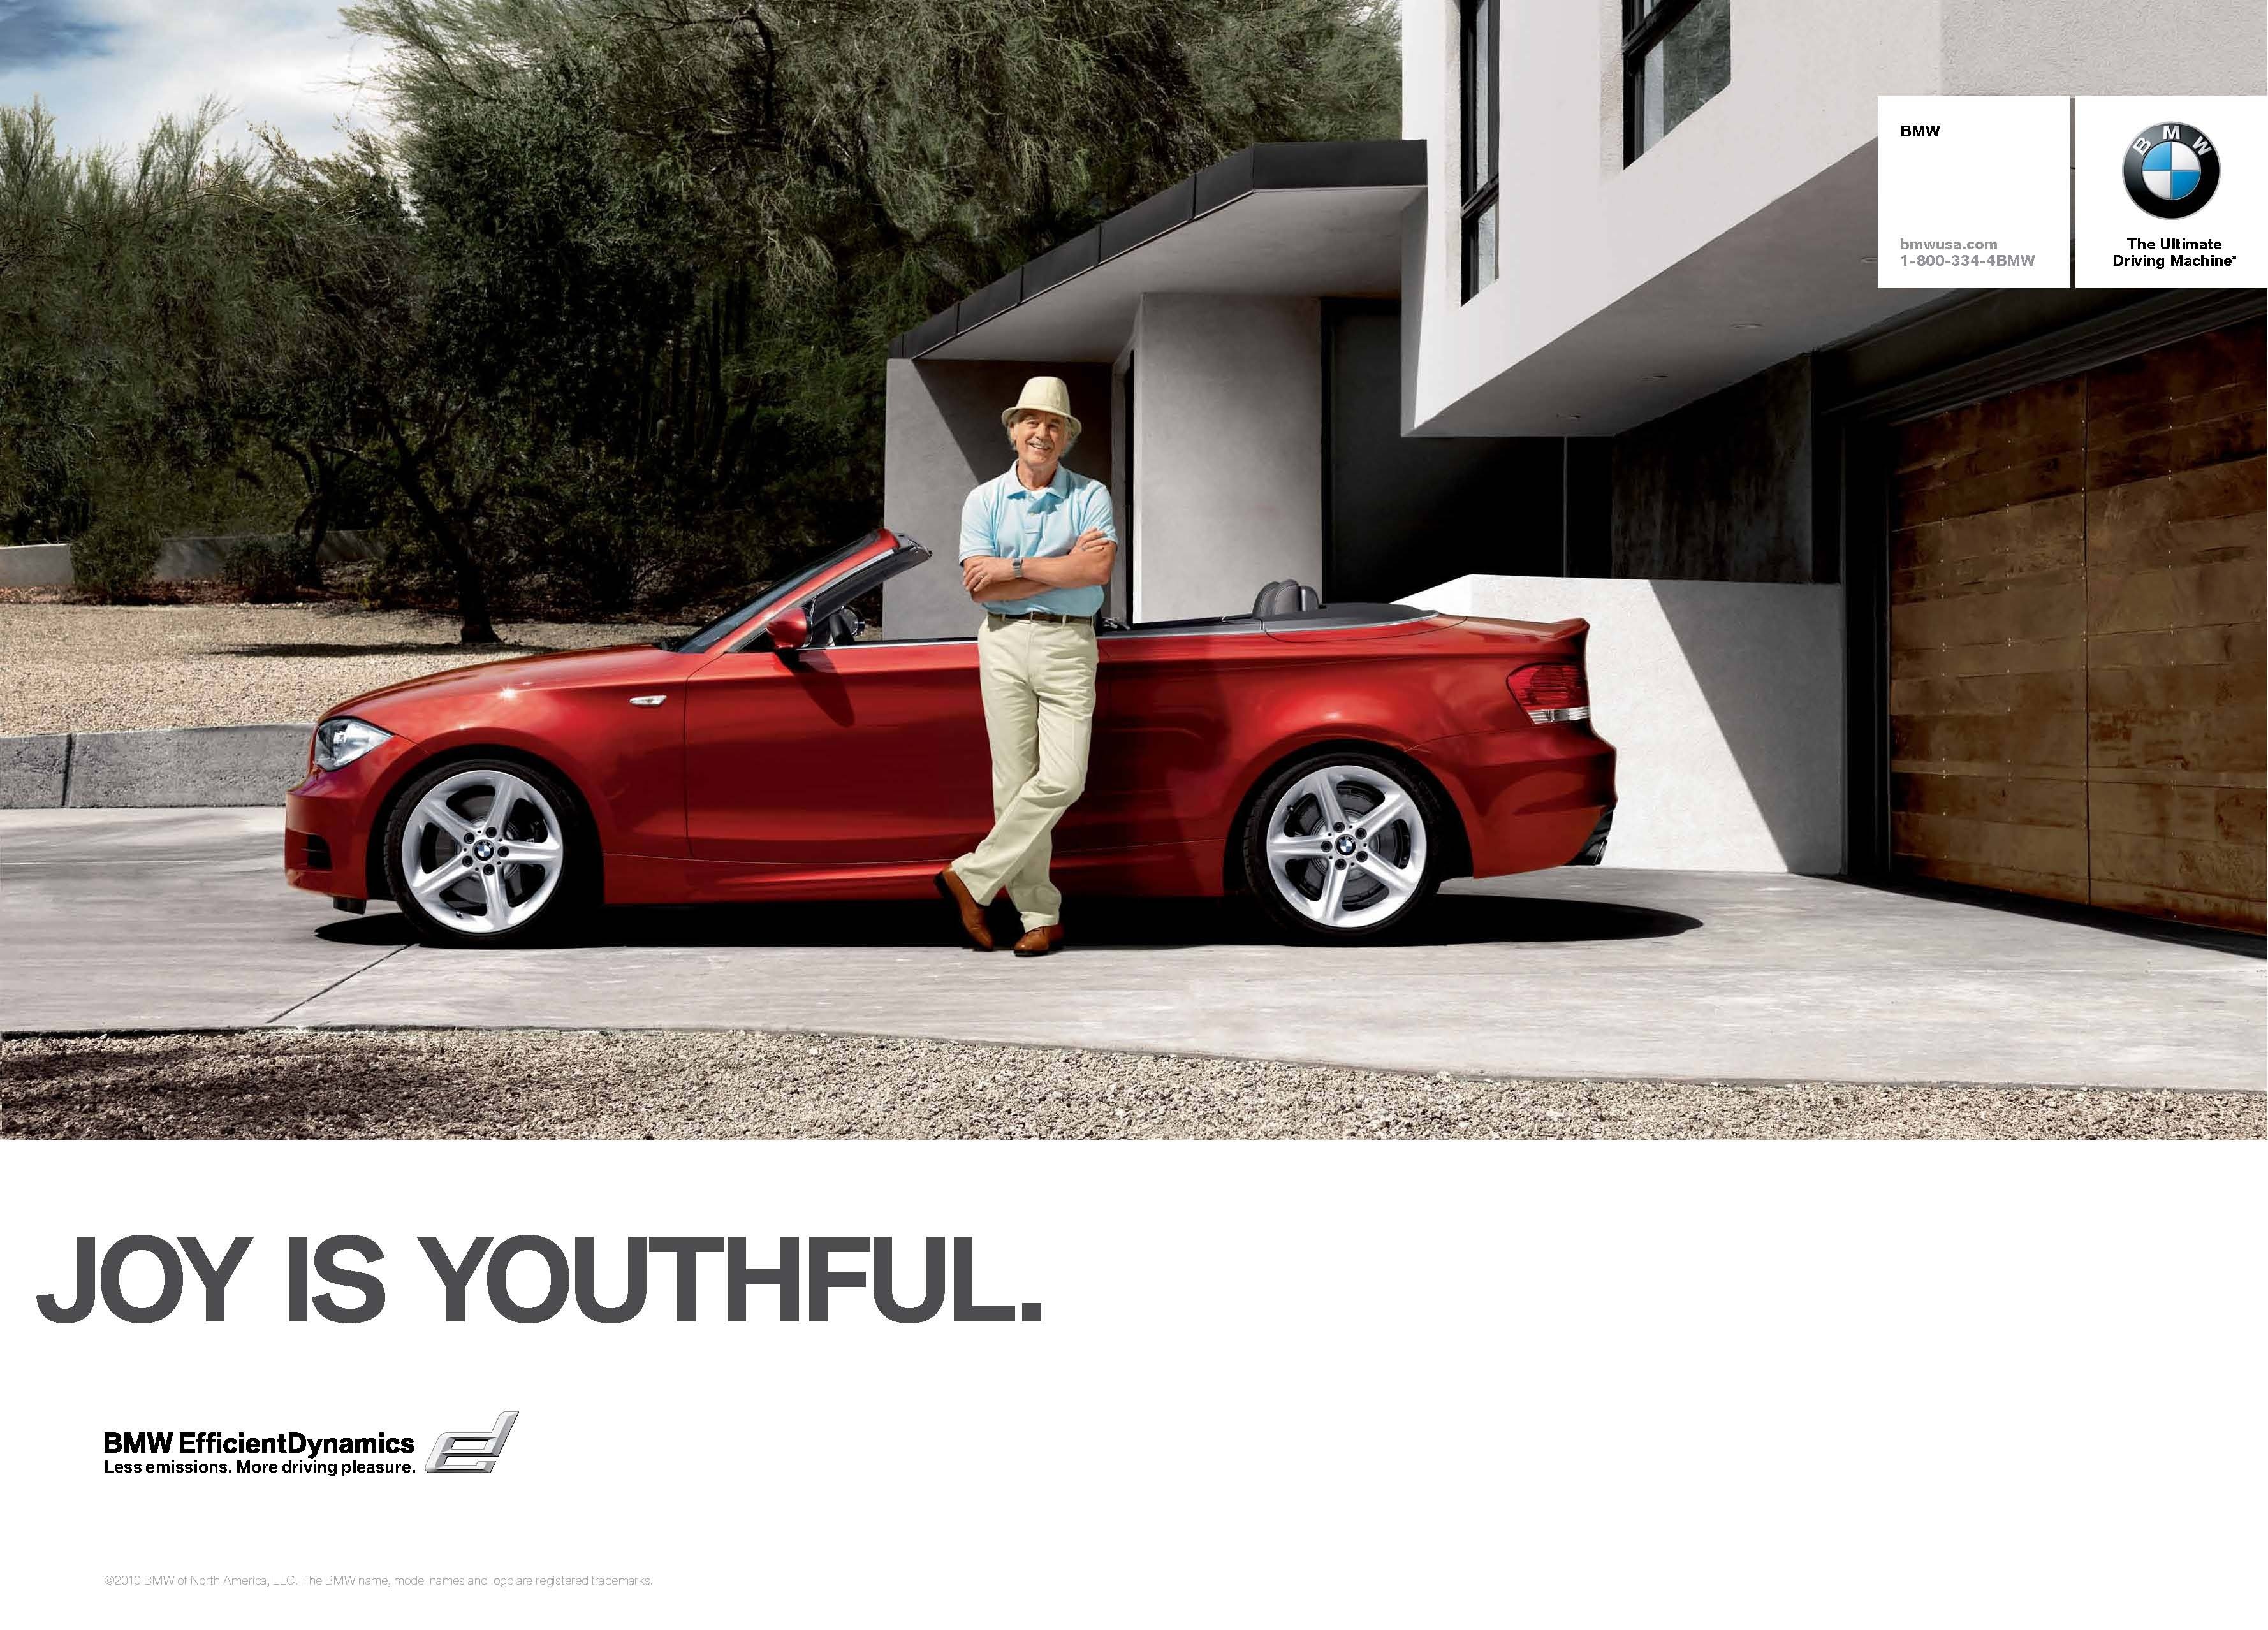 BMW
bmwusa.com
1-800-334-4BMW
BMW
The Ultimate
Driving Machine®
JOY IS YOUTHFUL.
BMW EfficientDynamics
Less emissions. More driving pleasure.
©2010 BMW of North America, LLC. The BMW name, model names and logo are registered trademarks.